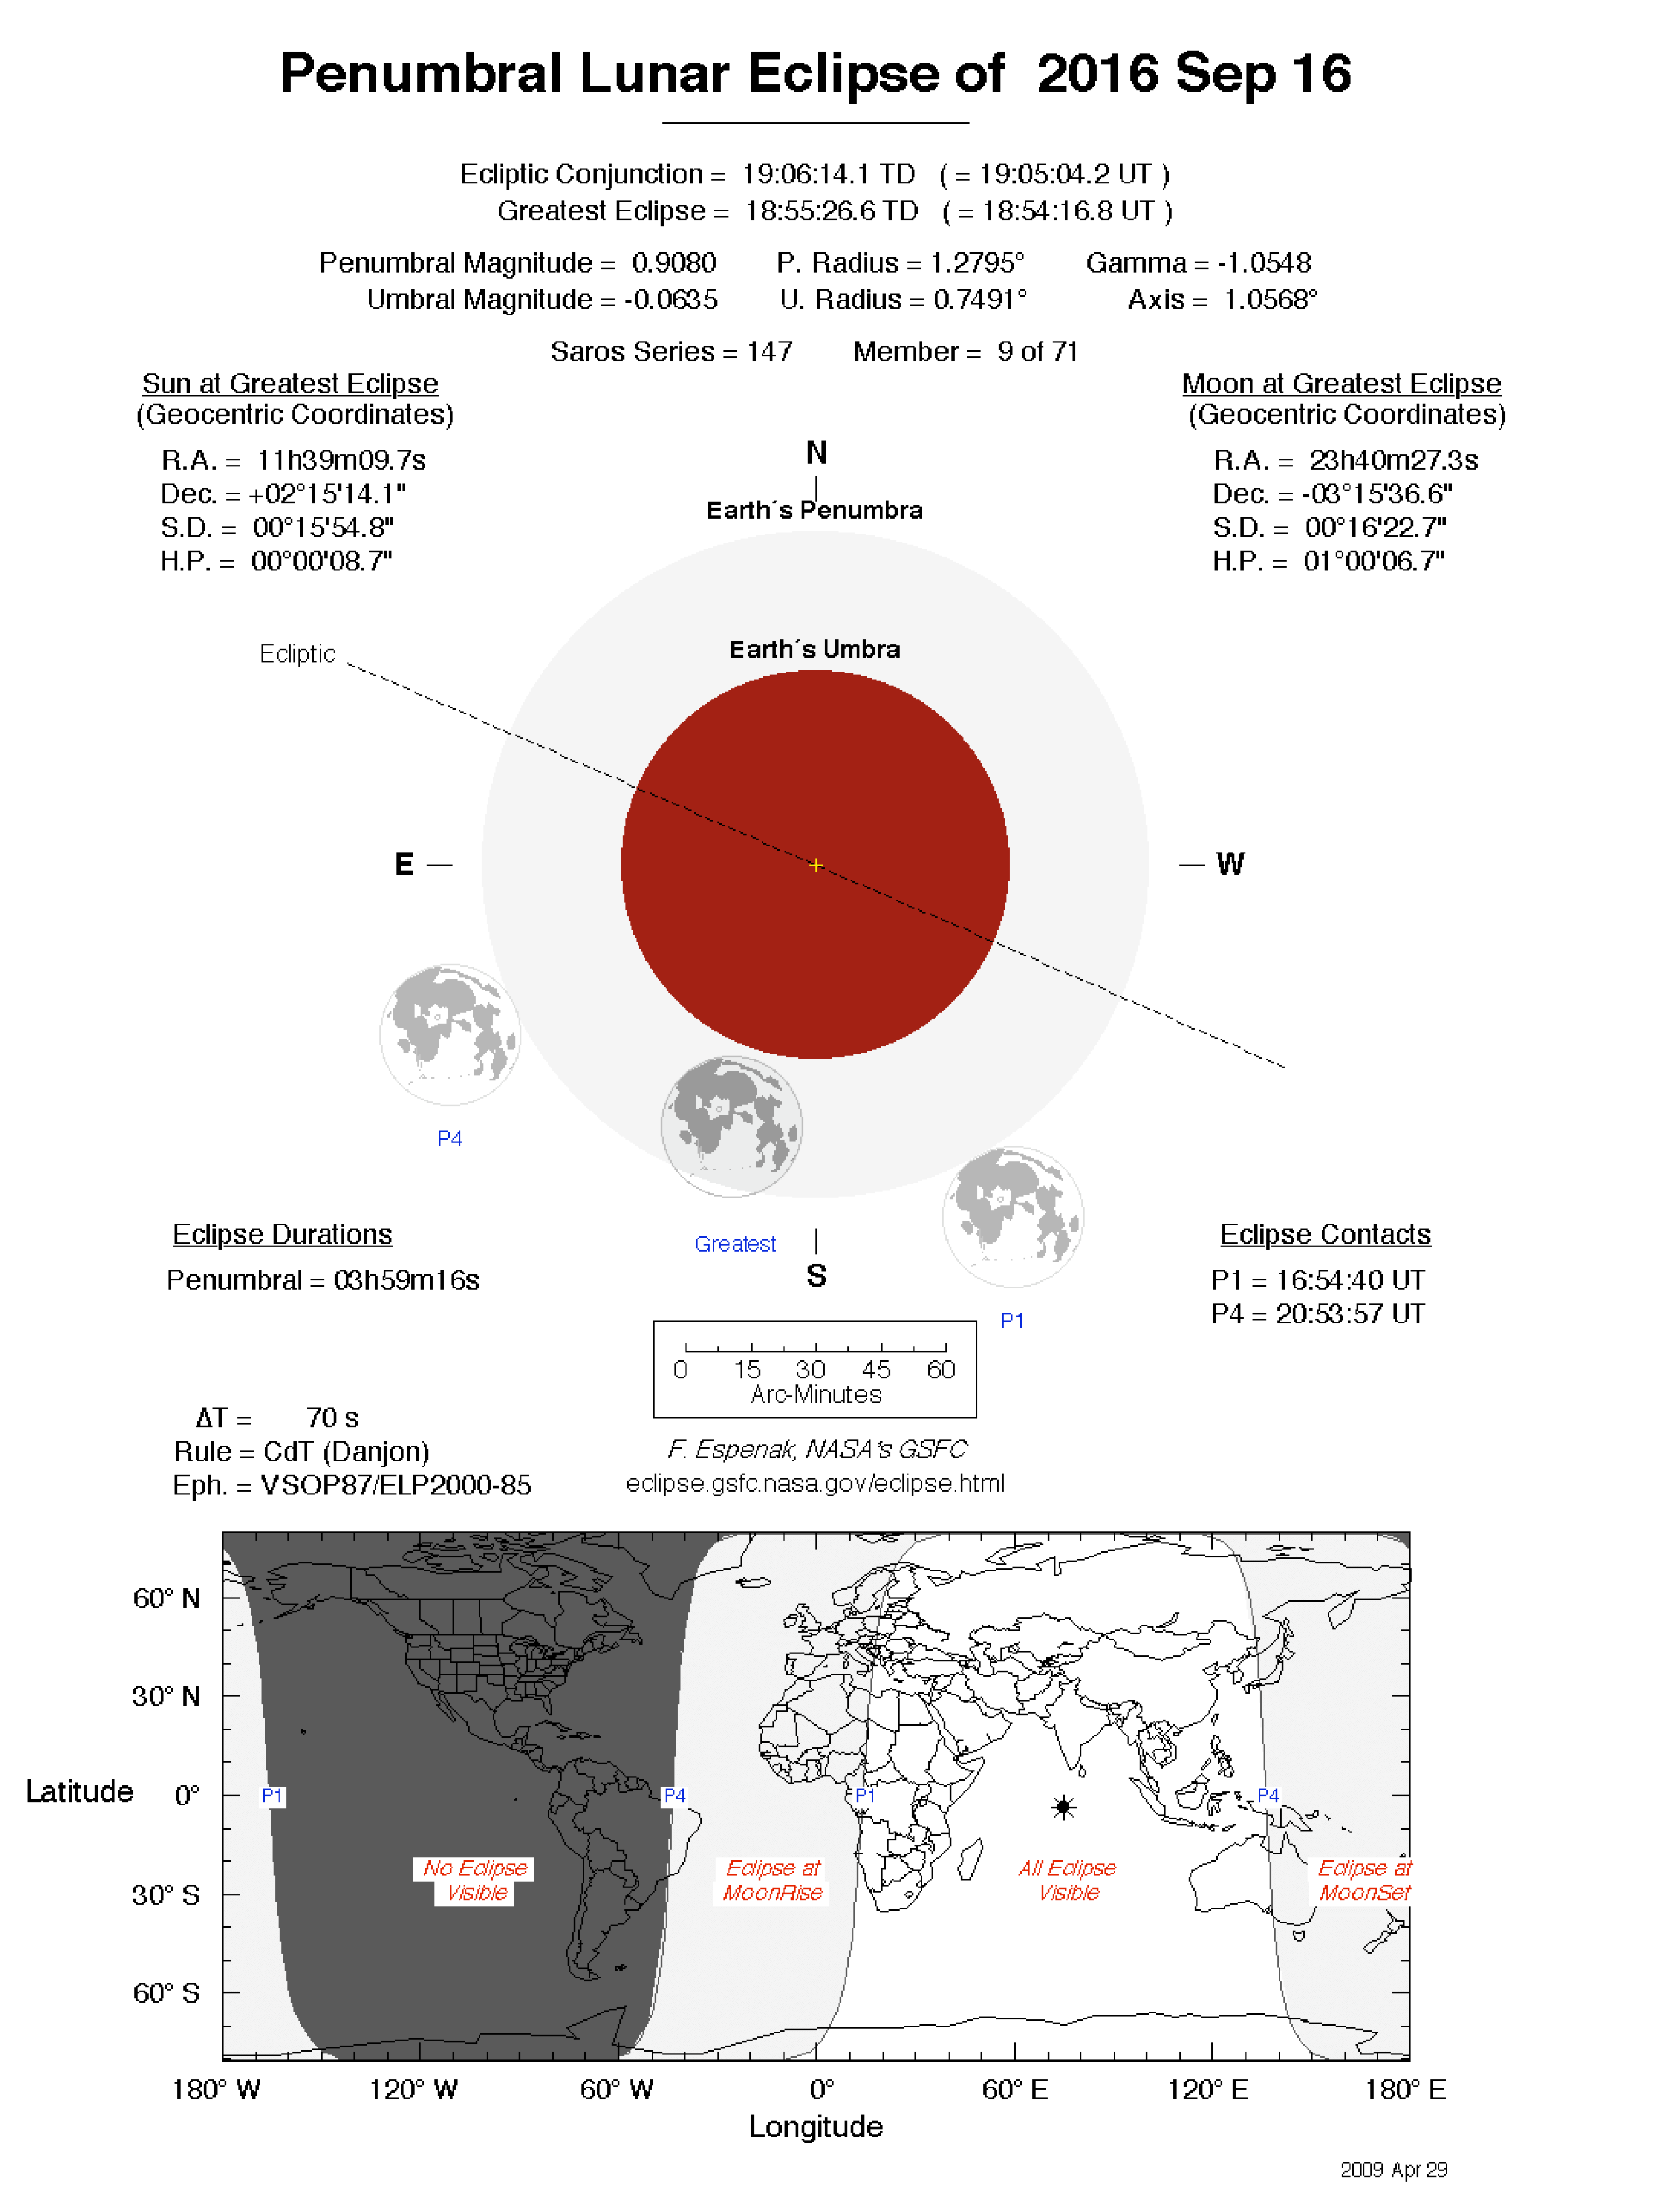 Penumbral Lunar Eclipse of 2016 Sep 16
Ecliptic Conjunction = 19:06:14.1 TD ( = 19:05:04.2 UT )
Greatest Eclipse = 18:55:26.6 TD ( = 18:54:16.8 UT )
Penumbral Magnitude = 0.9080 P. Radius = 1.2795° Gamma = -1.0548
Umbral Magnitude = -0.0635 U. Radius = 0.7491° Axis = 1.0568°
Saros Series = 147 Member = 9 of 71
Sun at Greatest Eclipse
(Geocentric Coordinates)
R.A. = 11h39m09.7s
Dec. = +02°15'14.1"
S.D. = 00°15'54.8"
H.P. = 00°00'08.7"
Moon at Greatest Eclipse
(Geocentric Coordinates)
R.A. = 23h40m27.3s
Dec. = -03°15'36.6"
S.D. = 00°16'22.7"
H.P. = 01°00'06.7"
N
Earth´s Penumbra
Earth´s Umbra
Ecliptic
E
W
P4
Greatest
S
P1
Eclipse Durations
Penumbral = 03h59m16s
Eclipse Contacts
P1 = 16:54:40 UT
P4 = 20:53:57 UT
0 15 30 45 60
Arc-Minutes
ΔT = 70 s
Rule = CdT (Danjon)
Eph. = VSOP87/ELP2000-85
F. Espenak, NASA's GSFC
eclipse.gsfc.nasa.gov/eclipse.html
60° N
30° N
Latitude 0°
30° S
60° S
P1
P4
P1
P4
No Eclipse
Visible
Eclipse at
MoonRise
All Eclipse
Visible
Eclipse at
MoonSet
180° W 120° W 60° W 0° 60° E 120° E 180° E
Longitude
2009 Apr 29